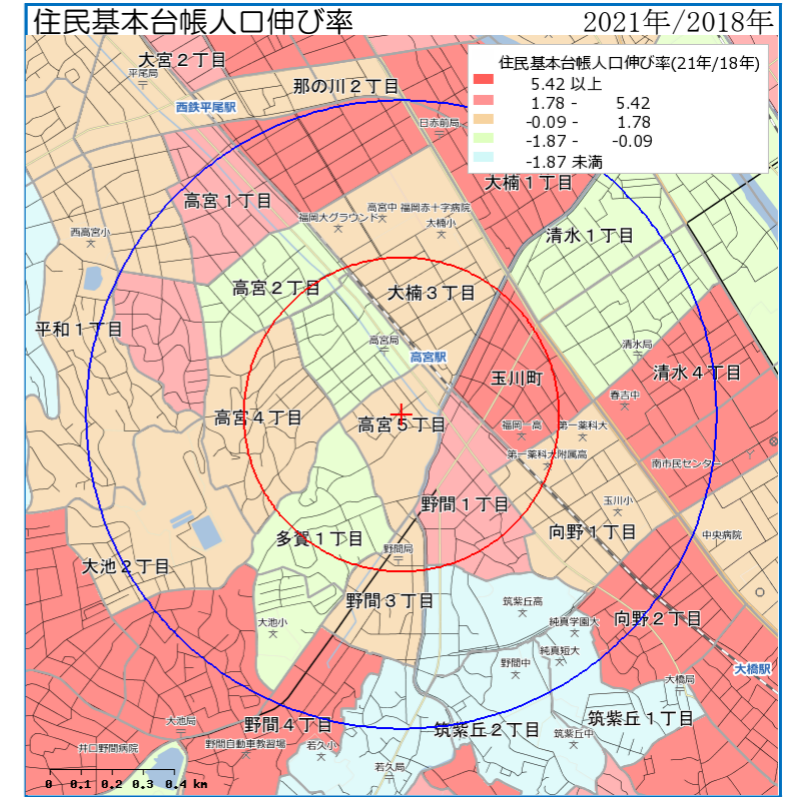 住民基本台帳人口伸び率 2021年/2018年
住民基本台帳人口伸び率(21年/18年)
5.42 以上
1.78 - 5.42
-0.09 - 1.78
-1.87 - -0.09
-1.87 未満
大宮2丁目
平尾局
那の川2丁目
西鉄平尾駅
日赤前局
大楠1丁目
高宮1丁目
高宮中 福岡赤十字病院
福岡大グラウンド
大楠小
西高宮小
清水1丁目
高宮2丁目
大楠3丁目
平和1丁目
高宮局
高宮駅
清水局
玉川町
清水4丁目
春吉中
高宮4丁目
高宮5丁目
福岡一高
第一薬科大
第一薬科大附属高
南市民センター
野間1丁目
玉川小
向野1丁目
中央病院
多賀1丁目
野間局
大池2丁目
野間3丁目
筑紫丘高
大池小
純真学園大
向野2丁目
純真短大
野間中
大橋駅
大橋局
大池局
野間4丁目
筑紫丘1丁目
筑紫丘2丁目
筑紫丘中
井口野間病院
野間自動車教習場
若久小
若久局
0 0.1 0.2 0.3 0.4 km